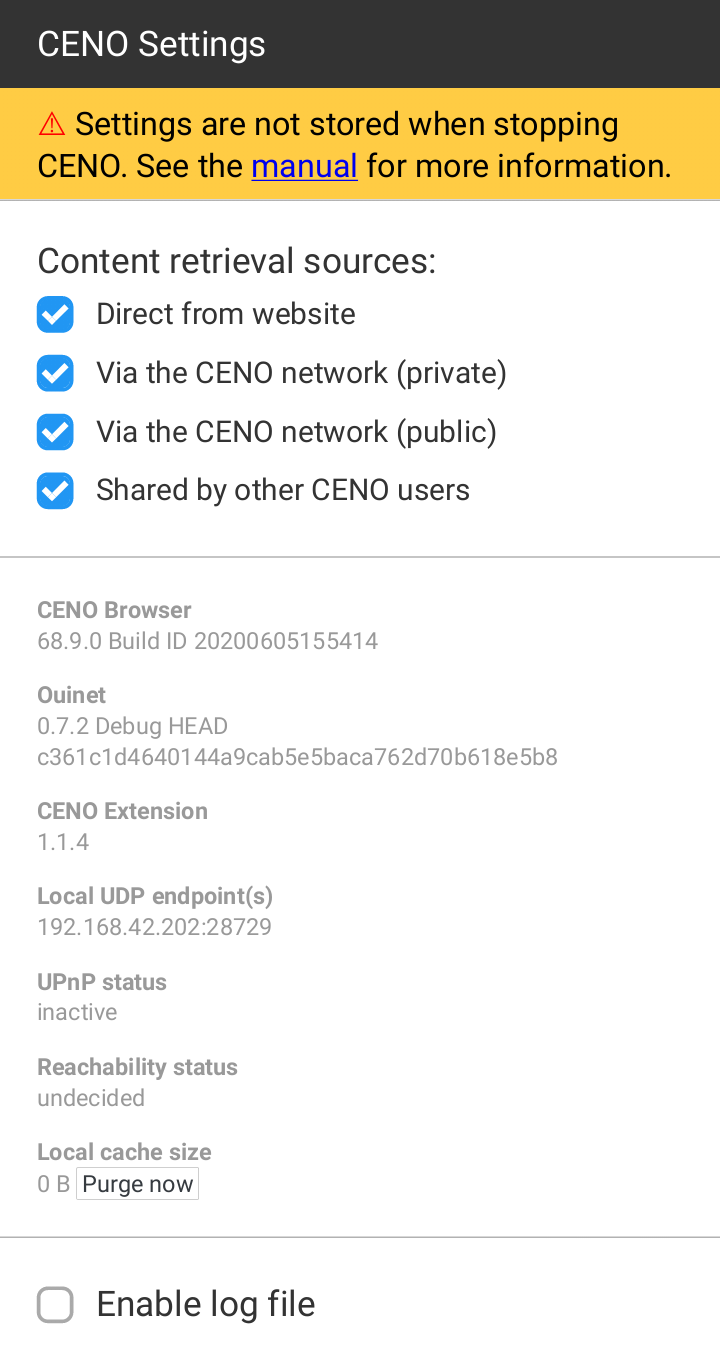 CENO Settings
⚠ Settings are not stored when stopping
CENO. See the manual for more information.
Content retrieval sources:
Direct from website
Via the CENO network (private)
Via the CENO network (public)
Shared by other CENO users
CENO Browser
68.9.0 Build ID 20200605155414
Ouinet
0.7.2 Debug HEAD
c361c1d4640144a9cab5e5baca762d70b618e5b8
CENO Extension
1.1.4
Local UDP endpoint(s)
192.168.42.202:28729
UPnP status
inactive
Reachability status
undecided
Local cache size
0 B Purge now
Enable log file